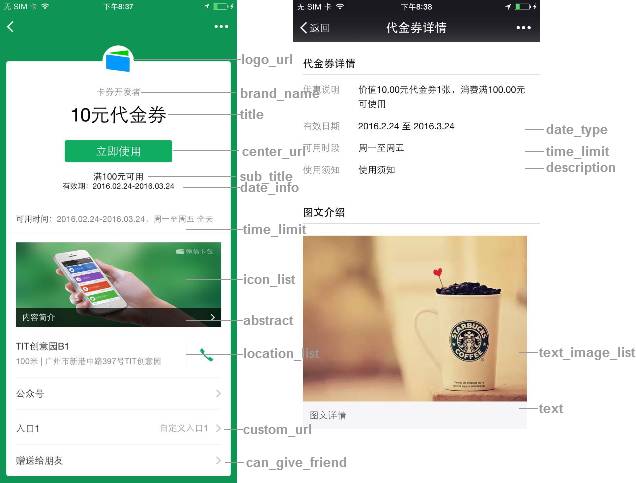 无 SIM 卡 下午8:37
logo_url
卡券开发者 brand_name
10元代金券 title
立即使用 center_url
满100元可用 sub_title
有效期：2016.02.24-2016.03.24 date_info
可用时间：2016.02.24-2016.03.24，周一至周五 全天
time_limit
微信卡包
icon_list
内容简介 abstract
TIT创意园B1
location_list
100米 | 广州市新港中路397号TIT创意园
公众号
入口1 自定义入口1 custom_url
赠送给朋友 can_give_friend
无 SIM 卡 下午8:38
返回 代金券详情
代金券详情
优惠说明 价值10.00元代金券1张，消费满100.00元
可使用
有效日期 2016.2.24 至 2016.3.24 date_type
可用时段 周一至周五 time_limit
使用须知 使用须知 description
图文介绍
STARBUCKS
COFFEE
text_image_list
图文详情 text